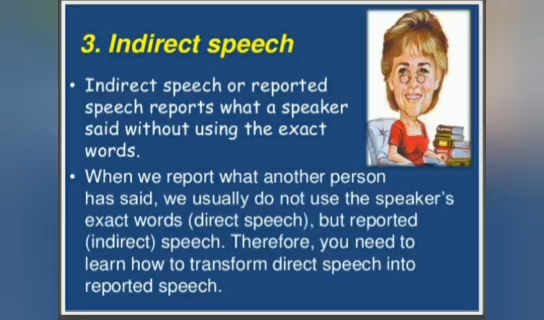 3. Indirect speech
• Indirect speech or reported
speech reports what a speaker
said without using the exact
words.
• When we report what another person
has said, we usually do not use the speaker's
exact words (direct speech), but reported
(indirect) speech. Therefore, you need to
learn how to transform direct speech into
reported speech.